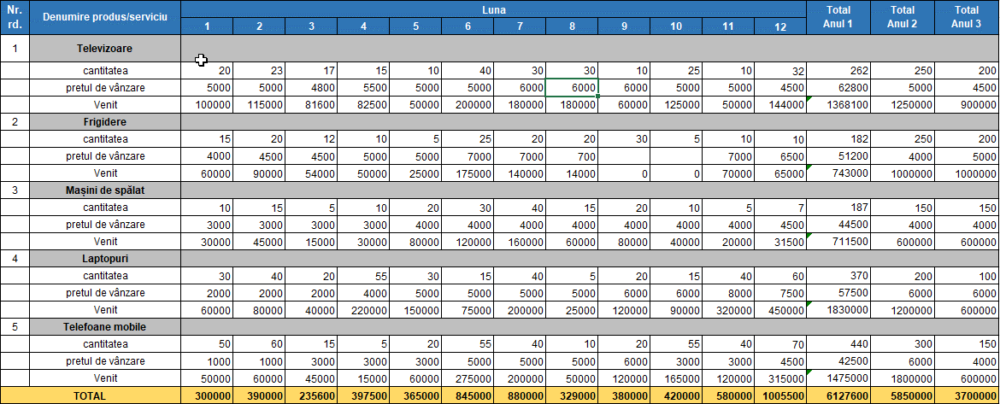 Nr. rd. Denumire produs/serviciu Luna Total Anul 1 Total Anul 2 Total Anul 3
1 2 3 4 5 6 7 8 9 10 11 12
1 Televizoare
cantitatea 20 23 17 15 10 40 30 30 10 25 10 32 262 250 200
pretul de vânzare 5000 5000 4800 5500 5000 5000 6000 6000 6000 5000 5000 4500 62800 5000 4500
Venit 100000 115000 81600 82500 50000 200000 180000 180000 60000 125000 50000 144000 1368100 1250000 900000
2 Frigidere
cantitatea 15 20 12 10 5 25 20 20 30 5 10 10 182 250 200
pretul de vânzare 4000 4500 4500 5000 5000 7000 7000 700 7000 6500 51200 4000 5000
Venit 60000 90000 54000 50000 25000 175000 140000 14000 0 0 70000 65000 743000 1000000 1000000
3 Mașini de spălat
cantitatea 10 15 5 10 20 30 40 15 20 10 5 7 187 150 150
pretul de vânzare 3000 3000 3000 3000 4000 4000 4000 4000 4000 4000 4000 4500 44500 4000 4000
Venit 30000 45000 15000 30000 80000 120000 160000 60000 80000 40000 20000 31500 711500 600000 600000
4 Laptopuri
cantitatea 30 40 20 55 30 15 40 5 20 15 40 60 370 200 100
pretul de vânzare 2000 2000 2000 4000 5000 5000 5000 5000 6000 6000 8000 7500 57500 6000 6000
Venit 60000 80000 40000 220000 150000 75000 200000 25000 120000 90000 320000 450000 1830000 1200000 600000
5 Telefoane mobile
cantitatea 50 60 15 5 20 55 40 10 20 55 40 70 440 300 150
pretul de vânzare 1000 1000 3000 3000 3000 5000 5000 5000 6000 3000 3000 4500 42500 6000 4000
Venit 50000 60000 45000 15000 60000 275000 200000 50000 120000 165000 120000 315000 1475000 1800000 600000
TOTAL 300000 390000 235600 397500 365000 845000 880000 329000 380000 420000 580000 1005500 6127600 5850000 3700000